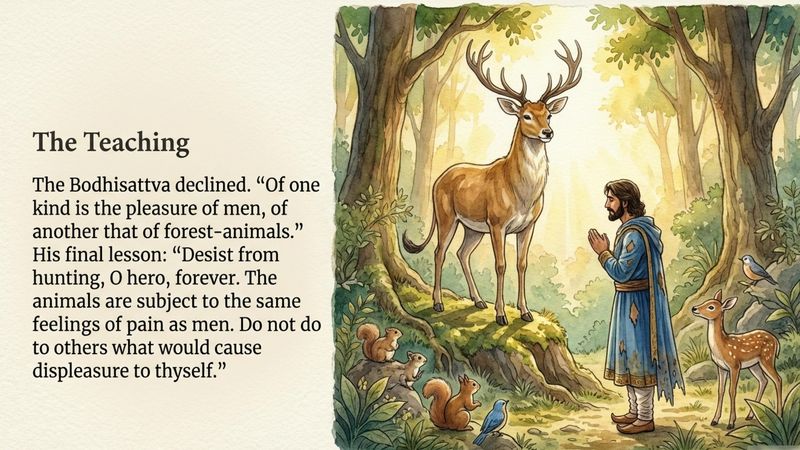 The Teaching
The Bodhisattva declined. “Of one
kind is the pleasure of men, of
another that of forest-animals.”
His final lesson: “Desist from
hunting, O hero, forever. The
animals are subject to the same
feelings of pain as men. Do not do
to others what would cause
displeasure to thyself.”